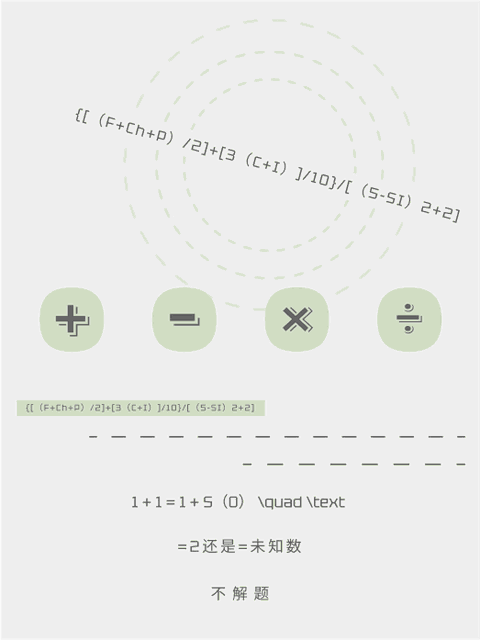 {[（F+Ch+P）/2]+[3（C+I）]/10}/[（5-SI）2+2]
{[（F+Ch+P）/2]+[3（C+I）]/10}/[（5-SI）2+2]
1+1=1+S（0） \quad \text
=2还是=未知数
不解题